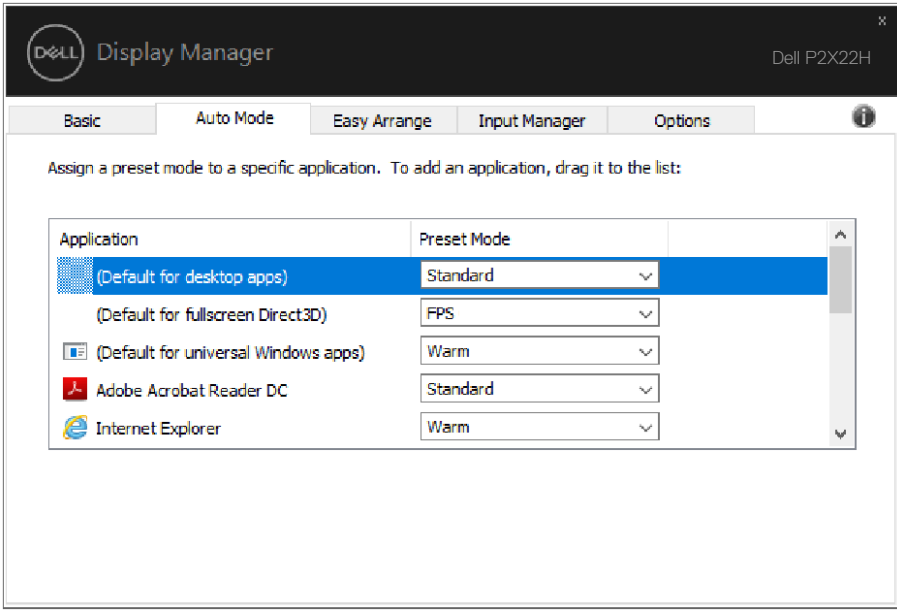 DELL Display Manager
x
Dell P2X22H
Basic Auto Mode Easy Arrange Input Manager Options
Assign a preset mode to a specific application. To add an application, drag it to the list:
Application Preset Mode
(Default for desktop apps) Standard
(Default for fullscreen Direct3D) FPS
(Default for universal Windows apps) Warm
Adobe Acrobat Reader DC Standard
Internet Explorer Warm